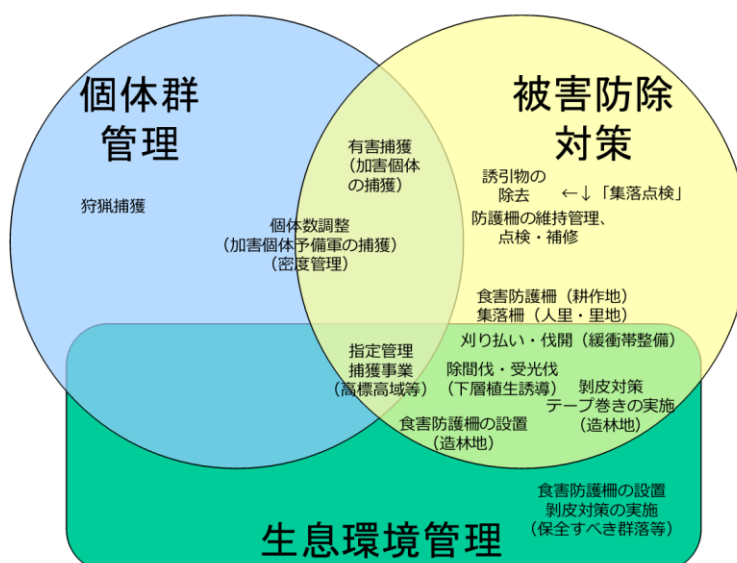 個体群
管理
被害防除
対策
有害捕獲
（加害個体
の捕獲）
狩猟捕獲
個体数調整
（加害個体予備軍の捕獲）
（密度管理）
誘引物の
除去　←↓「集落点検」
防護柵の維持管理、
点検・補修
食害防護柵（耕作地）
集落柵（人里・里地）
刈り払い・伐開（緩衝帯整備）
指定管理
捕獲事業
（高標高域等）
除間伐・受光伐
（下層植生誘導）
剥皮対策
テープ巻きの実施
（造林地）
食害防護柵の設置
（造林地）
食害防護柵の設置
剥皮対策の実施
（保全すべき群落等）
生息環境管理